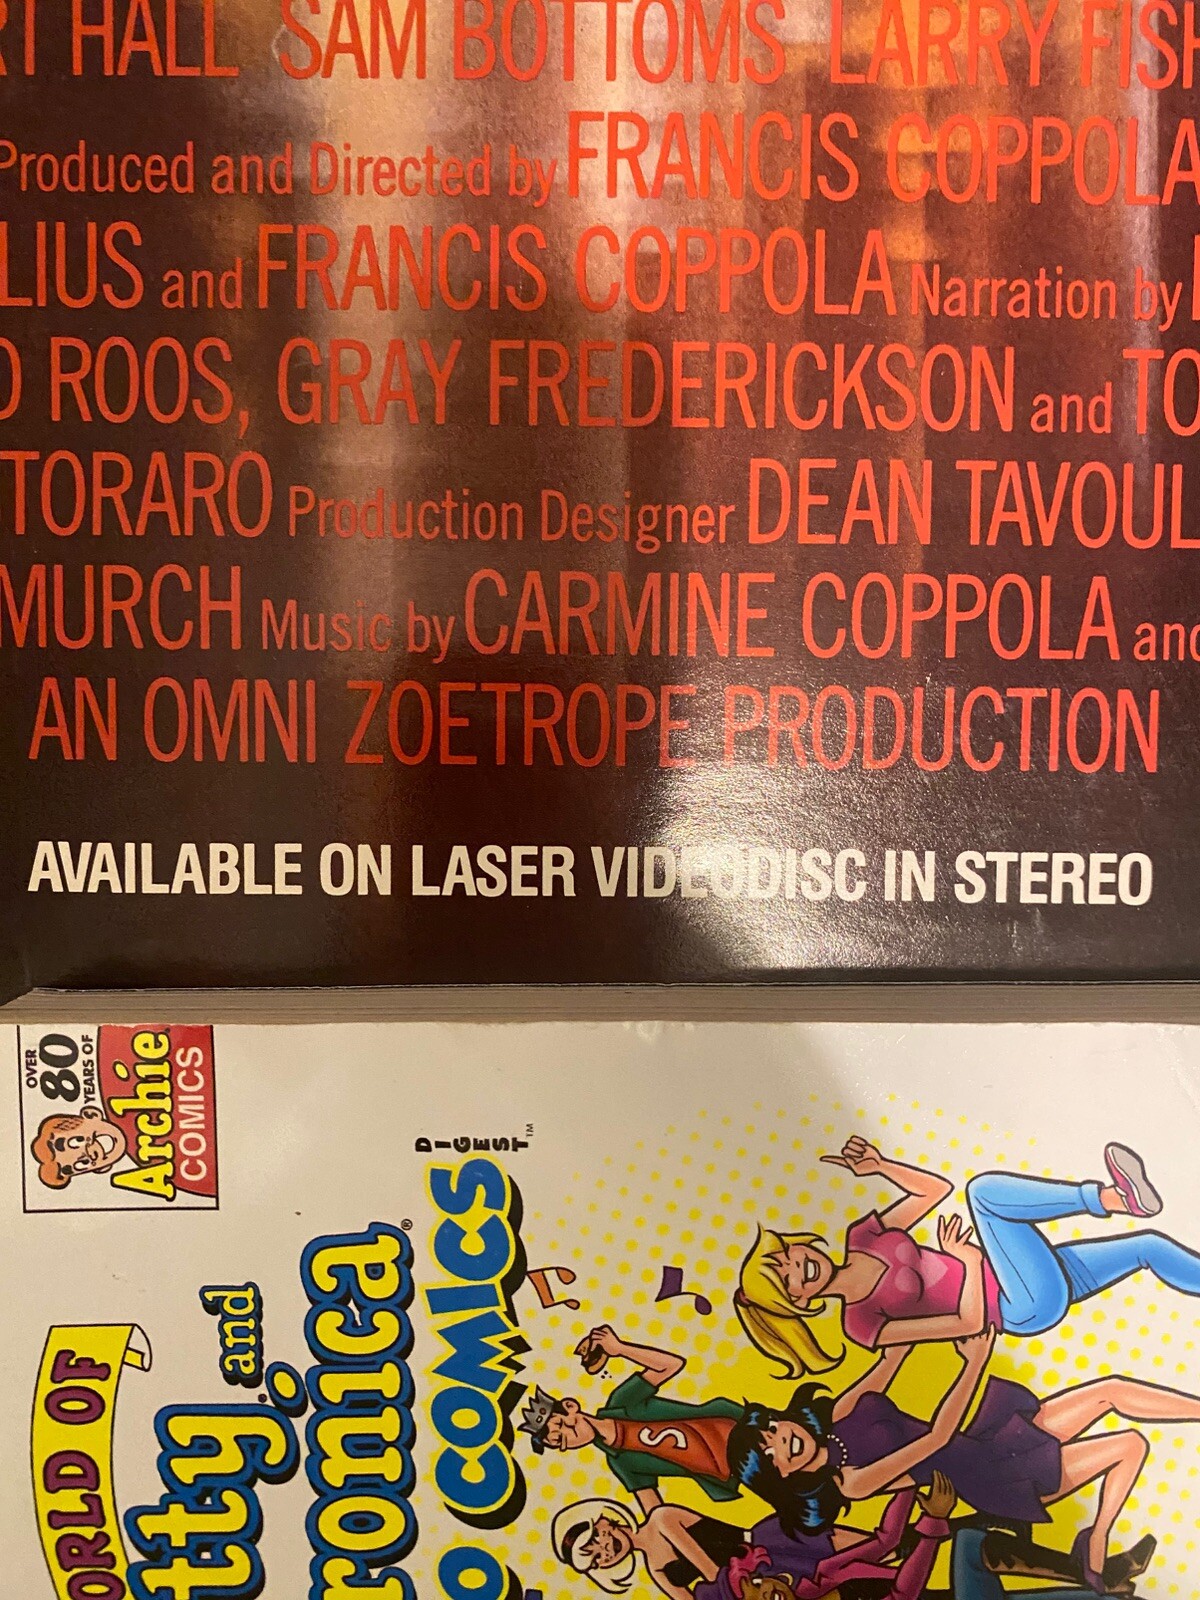 RT HALL SAM BOTTOMS LARRY FISH
Produced and Directed by FRANCIS COPPOLA
LIUS and FRANCIS COPPOLA Narration by
D ROOS, GRAY FREDERICKSON and TO
TORARO Production Designer DEAN TAVOUL
MURCH Music by CARMINE COPPOLA and
AN OMNI ZOETROPE PRODUCTION
AVAILABLE ON LASER VIDEODISC IN STEREO
OVER
80
YEARS OF
Archie
COMICS
ORLD OF
tty and
ronica®
O COMICS
DIGEST™
S